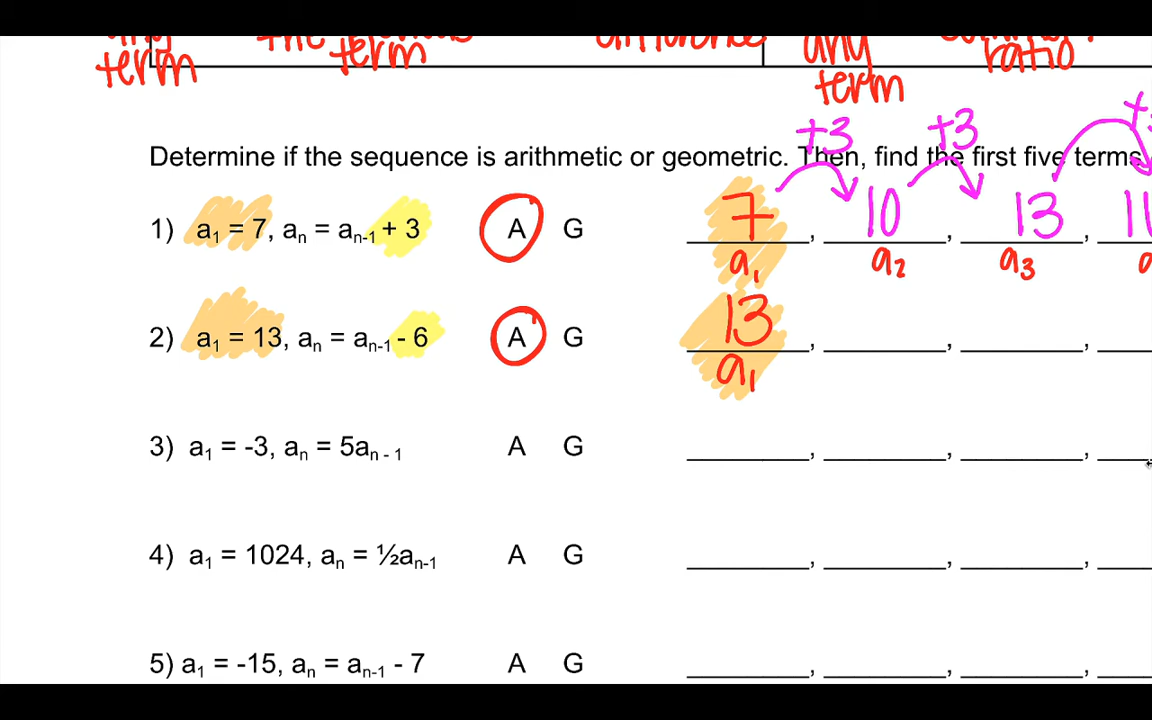 term term any ratio
term
+3 +3
Determine if the sequence is arithmetic or geometric. Then, find the first five terms.
1) a₁ = 7, aₙ = aₙ₋₁ + 3 A G 7, 10, 13,
a₁ a₂ a₃
2) a₁ = 13, aₙ = aₙ₋₁ - 6 A G 13, ,
a₁
3) a₁ = -3, aₙ = 5aₙ ₋ ₁ A G , , ,
4) a₁ = 1024, aₙ = ½aₙ₋₁ A G , , ,
5) a₁ = -15, aₙ = aₙ₋₁ - 7 A G , , ,